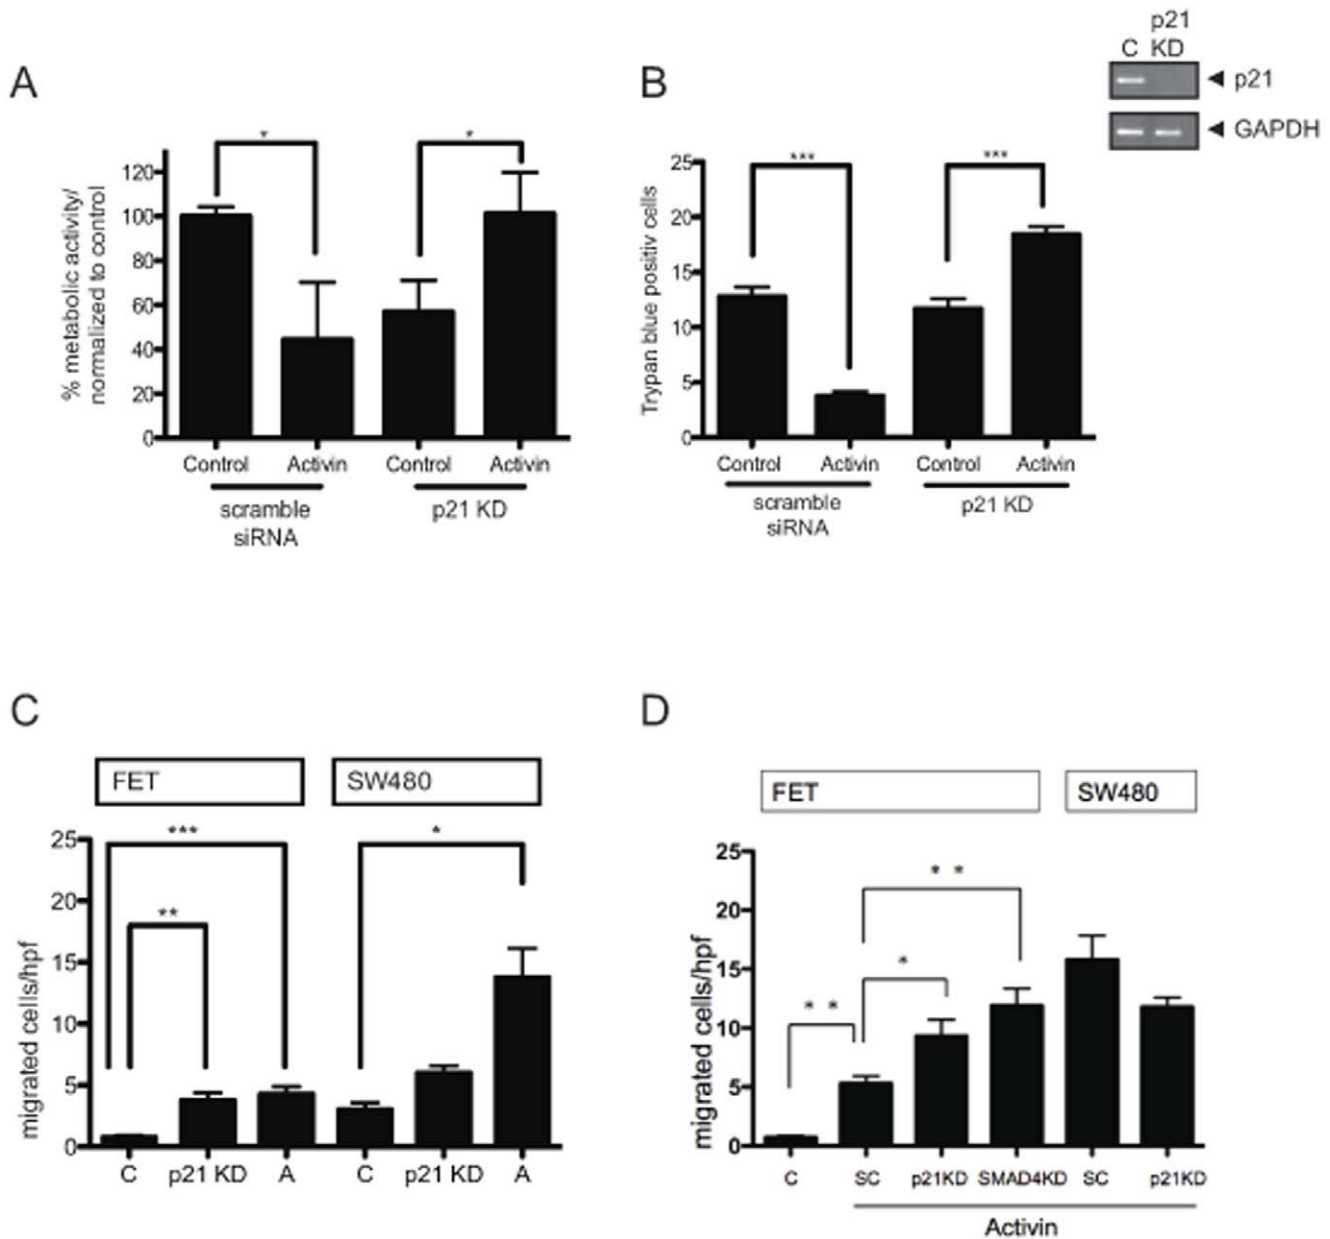 A
% metabolic activity/
normalized to control
120
100
80
60
40
20
0
*
*
Control
Activin
Control
Activin
scramble
siRNA
p21 KD
B
p21
C KD
p21
GAPDH
Trypan blue positiv cells
25
20
15
10
5
0
***
***
Control
Activin
Control
Activin
scramble
siRNA
p21 KD
C
FET
SW480
migrated cells/hpf
25
20
15
10
5
0
***
**
*
C
p21 KD
A
C
p21 KD
A
D
FET
SW480
migrated cells/hpf
25
20
15
10
5
0
* *
*
* *
C
SC
p21KD
SMAD4KD
SC
p21KD
Activin